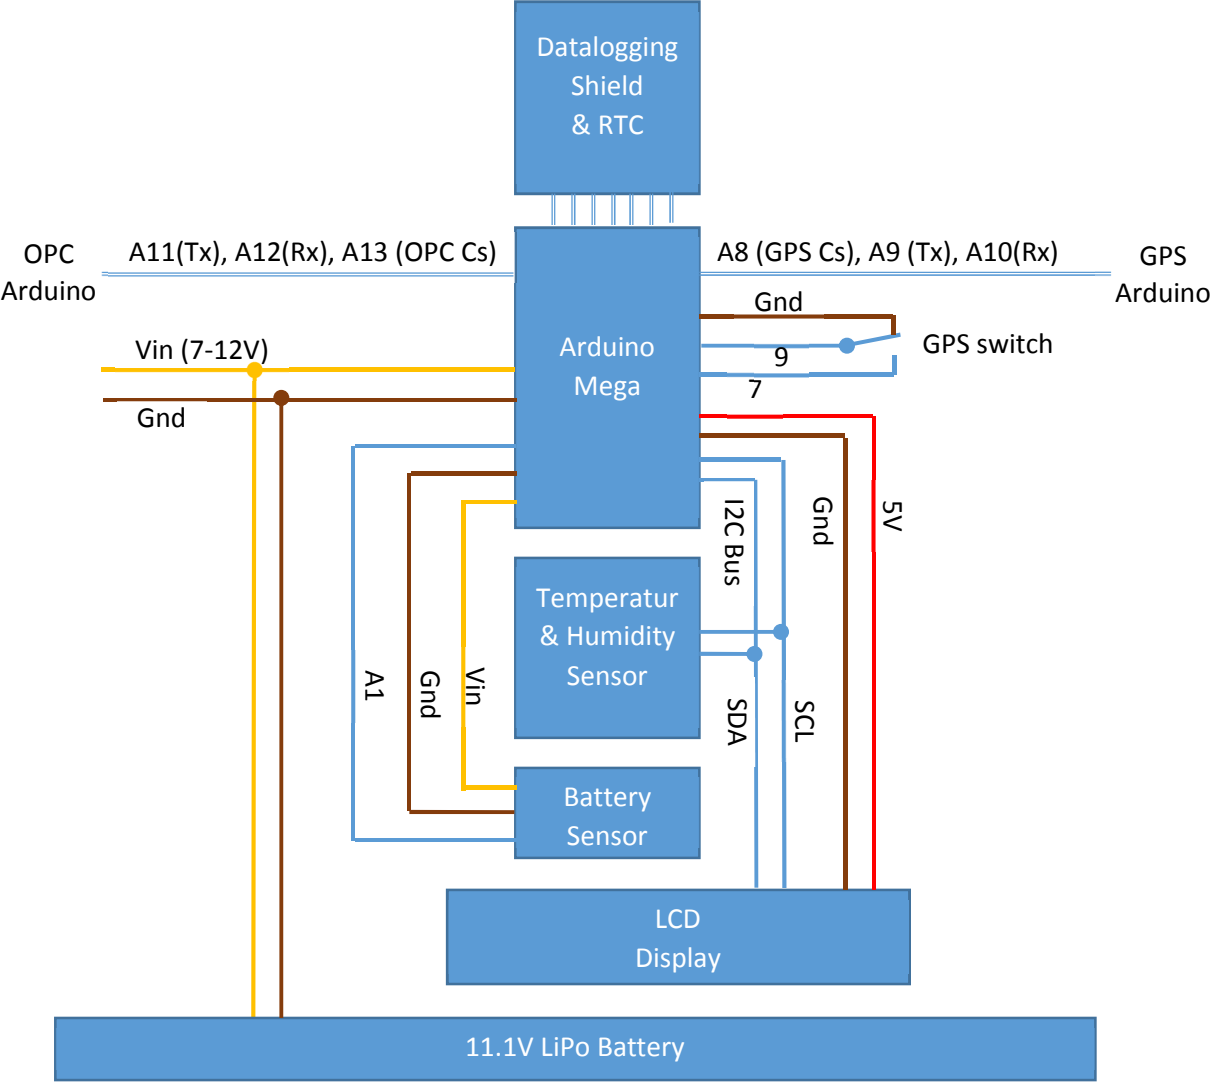 Datalogging
Shield
& RTC
OPC
Arduino
A11(Tx), A12(Rx), A13 (OPC Cs)
A8 (GPS Cs), A9 (Tx), A10(Rx)
GPS
Arduino
Gnd
GPS switch
9
7
Vin (7-12V)
Gnd
Arduino
Mega
I2C Bus
Gnd
5V
Temperatur
& Humidity
Sensor
A1
Gnd
Vin
SDA
SCL
Battery
Sensor
LCD
Display
11.1V LiPo Battery